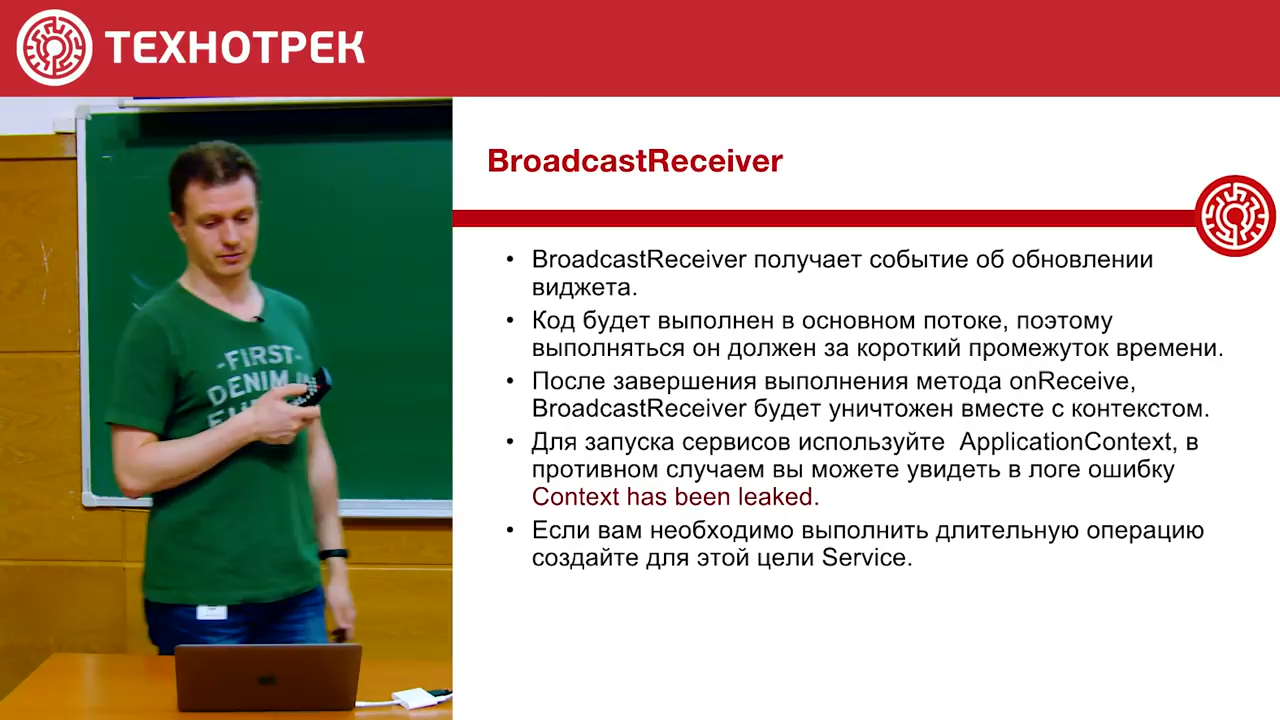 ТЕХНОТРЕК
BroadcastReceiver
-FIRST-
DENIM
• BroadcastReceiver получает событие об обновлении
виджета.
• Код будет выполнен в основном потоке, поэтому
выполняться он должен за короткий промежуток времени.
• После завершения выполнения метода onReceive,
BroadcastReceiver будет уничтожен вместе с контекстом.
• Для запуска сервисов используйте ApplicationContext, в
противном случаем вы можете увидеть в логе ошибку
Context has been leaked.
• Если вам необходимо выполнить длительную операцию
создайте для этой цели Service.